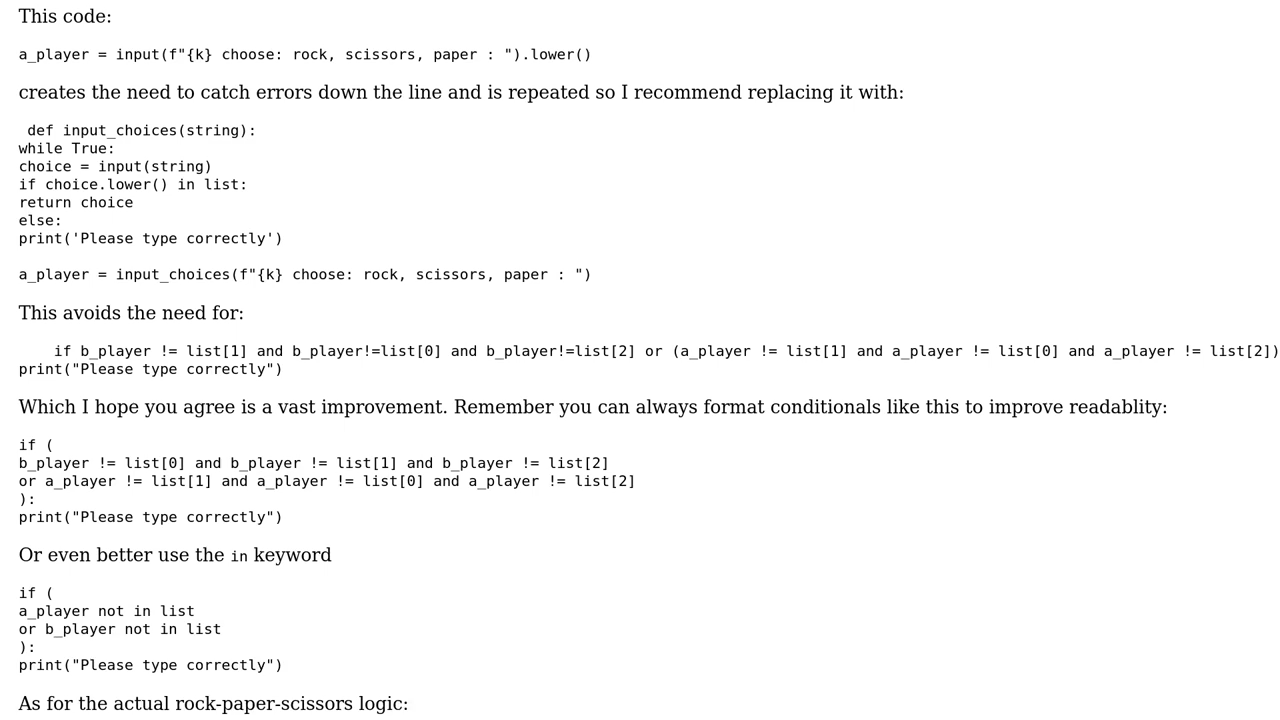 This code:
a_player = input(f"{k} choose: rock, scissors, paper : ").lower()
creates the need to catch errors down the line and is repeated so I recommend replacing it with:
def input_choices(string):
while True:
choice = input(string)
if choice.lower() in list:
return choice
else:
print('Please type correctly')
a_player = input_choices(f"{k} choose: rock, scissors, paper : ")
This avoids the need for:
if b_player != list[1] and b_player!=list[0] and b_player!=list[2] or (a_player != list[1] and a_player != list[0] and a_player != list[2])
print("Please type correctly")
Which I hope you agree is a vast improvement. Remember you can always format conditionals like this to improve readablity:
if (
b_player != list[0] and b_player != list[1] and b_player != list[2]
or a_player != list[1] and a_player != list[0] and a_player != list[2]
):
print("Please type correctly")
Or even better use the in keyword
if (
a_player not in list
or b_player not in list
):
print("Please type correctly")
As for the actual rock-paper-scissors logic: